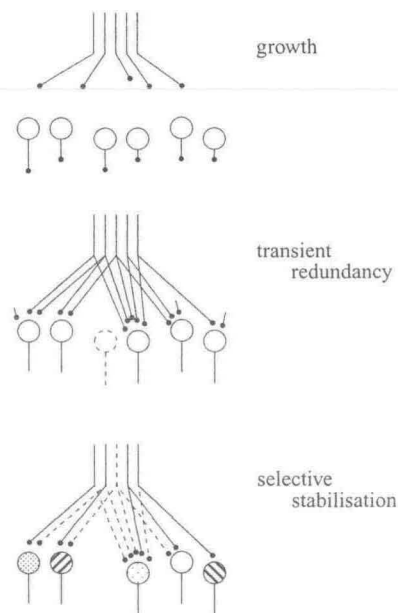 growth
transient
redundancy
selective
stabilisation